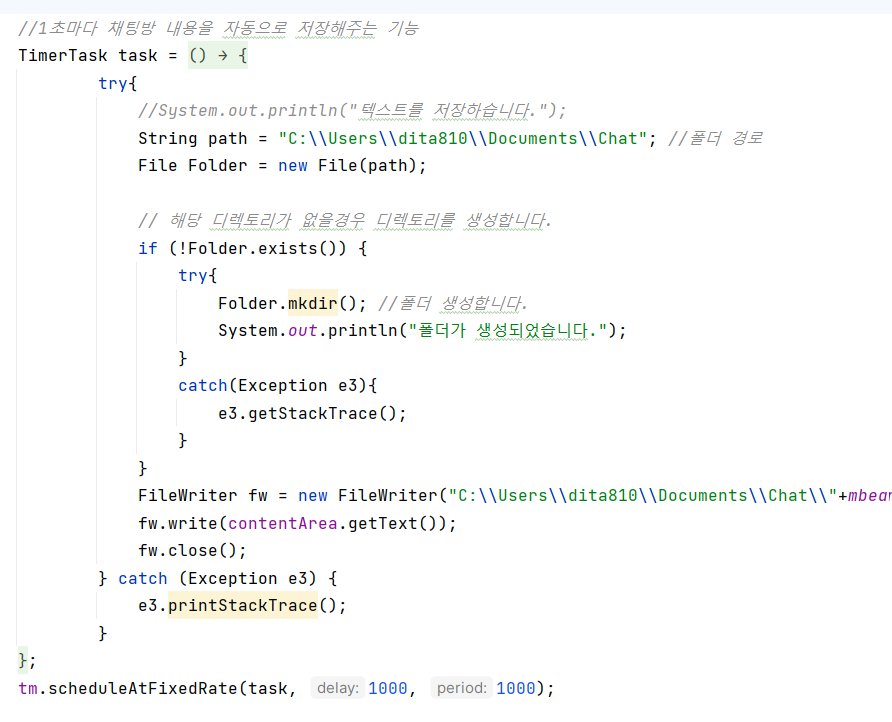 //1초마다 채팅방 내용을 자동으로 저장해주는 기능
TimerTask task = () → {
try{
//System.out.println("텍스트를 저장하습니다.");
String path = "C:\\Users\\dita810\\Documents\\Chat"; //폴더 경로
File Folder = new File(path);
// 해당 디렉토리가 없을경우 디렉토리를 생성합니다.
if (!Folder.exists()) {
try{
Folder.mkdir(); //폴더 생성합니다.
System.out.println("폴더가 생성되었습니다.");
}
catch(Exception e3){
e3.getStackTrace();
}
}
FileWriter fw = new FileWriter("C:\\Users\\dita810\\Documents\\Chat\\"+
fw.write(contentArea.getText());
fw.close();
} catch (Exception e3) {
e3.printStackTrace();
}
};
tm.scheduleAtFixedRate(task, delay: 1000, period: 1000);